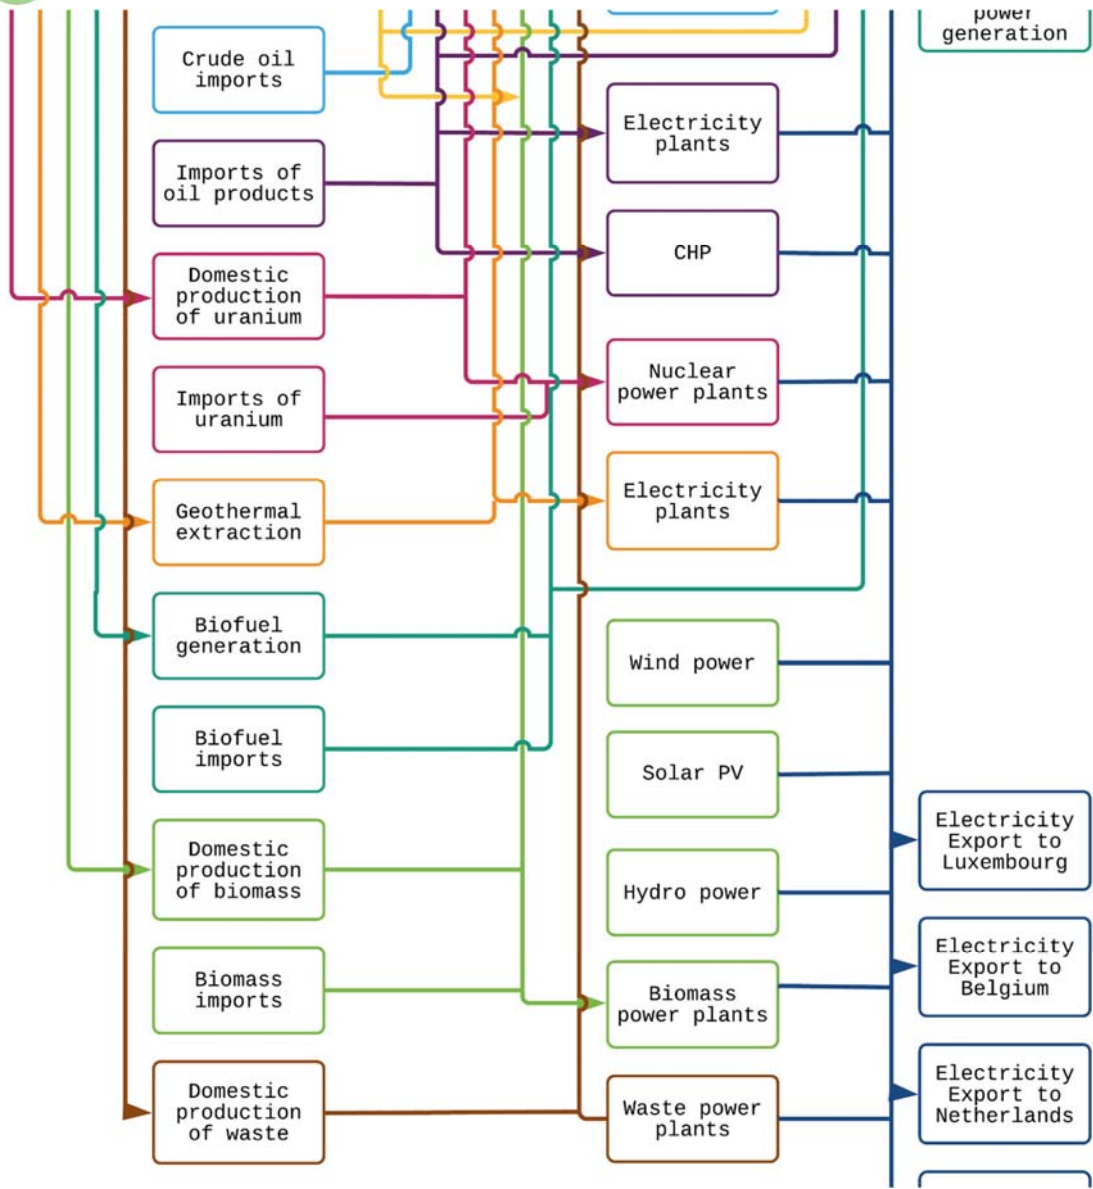 Crude oil
imports
Imports of
oil products
Domestic
production
of uranium
Imports of
uranium
Geothermal
extraction
Biofuel
generation
Biofuel
imports
Domestic
production
of biomass
Biomass
imports
Domestic
production
of waste
Electricity
plants
CHP
Nuclear
power plants
Electricity
plants
Wind power
Solar PV
Hydro power
Biomass
power plants
Waste power
plants
power
generation
Electricity
Export to
Luxembourg
Electricity
Export to
Belgium
Electricity
Export to
Netherlands